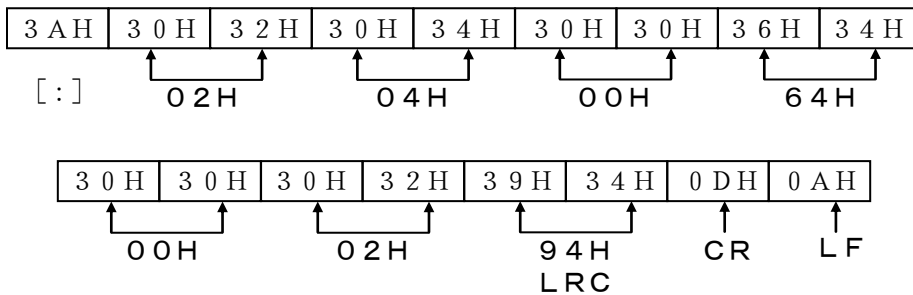 3AH 30H 32H 30H 34H 30H 30H 36H 34H
[:] 02H 04H 00H 64H
30H 30H 30H 32H 39H 34H 0DH 0AH
00H 02H 94H CR LF
LRC